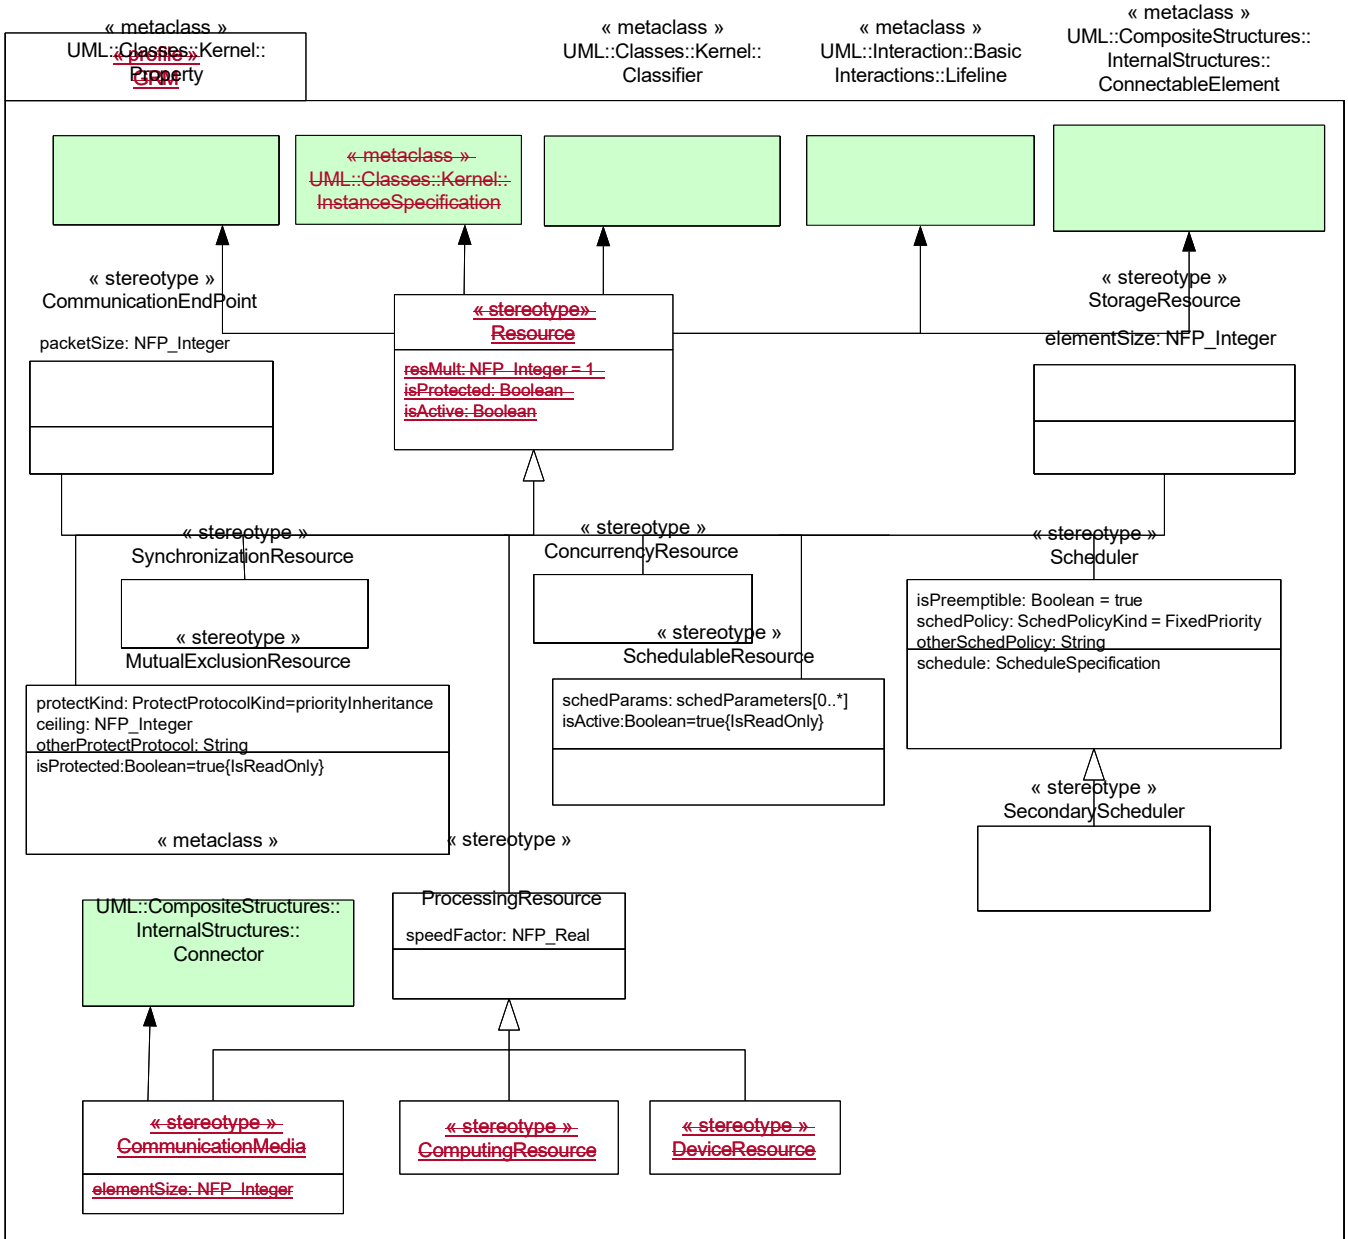 « metaclass »
UML::Classes::Kernel::
Property
« profile »
GRM
« metaclass »
UML::Classes::Kernel::
Classifier
« metaclass »
UML::Interaction::Basic
Interactions::Lifeline
« metaclass »
UML::CompositeStructures::
InternalStructures::
ConnectableElement
« metaclass »
UML::Classes::Kernel::
InstanceSpecification
« stereotype »
CommunicationEndPoint
packetSize: NFP_Integer
« stereotype»
Resource
resMult: NFP_Integer = 1
isProtected: Boolean
isActive: Boolean
« stereotype »
StorageResource
elementSize: NFP_Integer
« stereotype »
SynchronizationResource
« stereotype »
ConcurrencyResource
« stereotype »
Scheduler
isPreemptible: Boolean = true
schedPolicy: SchedPolicyKind = FixedPriority
otherSchedPolicy: String
schedule: ScheduleSpecification
« stereotype »
MutualExclusionResource
protectKind: ProtectProtocolKind=priorityInheritance
ceiling: NFP_Integer
otherProtectProtocol: String
isProtected:Boolean=true{IsReadOnly}
« stereotype »
SchedulableResource
schedParams: schedParameters[0..*]
isActive:Boolean=true{IsReadOnly}
« stereotype »
SecondaryScheduler
« metaclass »
UML::CompositeStructures::
InternalStructures::
Connector
« stereotype »
ProcessingResource
speedFactor: NFP_Real
« stereotype »
CommunicationMedia
elementSize: NFP_Integer
« stereotype »
ComputingResource
« stereotype »
DeviceResource